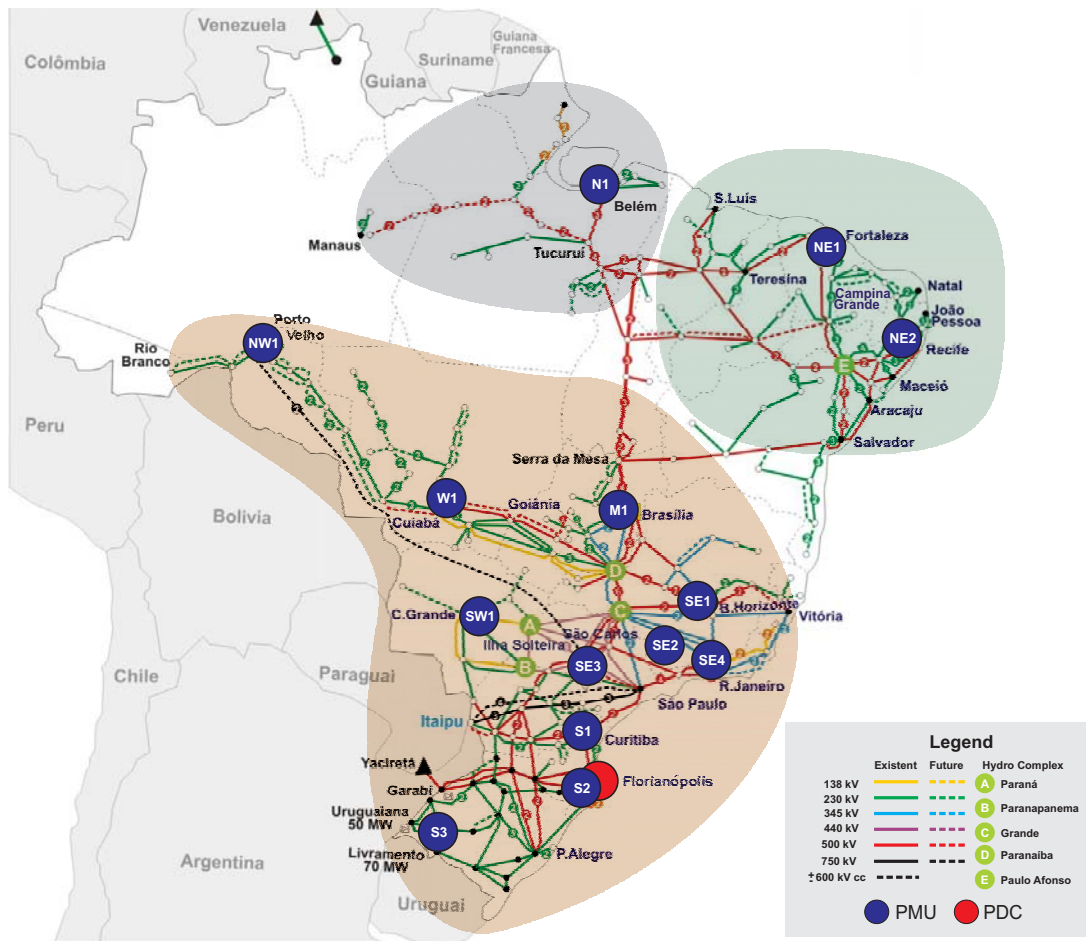 Venezuela
Guiana
Francesa
Suriname
Colômbia
Guiana
N1
Belém
S.Luís
Fortaleza
NE1
Manaus
Tucuruí
Teresína
Natal
Campina
Grande
João
Pessoa
Porto
Velho
NW1
NE2
Recife
Rio
Branco
E
Maceió
Aracaju
Peru
Salvador
Serra da Mesa
W1
Goiânia
M1
Brasília
Bolivia
Cuiabá
D
SE1
B.Horizonte
C.Grande
SW1
A
C
São Carlos
Vitória
Ilha Solteira
SE2
B
SE3
SE4
Chile
Paraguai
R.Janeiro
São Paulo
Itaipu
S1
Curitiba
Yaciretá
Garabi
S2
Florianópolis
Uruguaiana
50 MW
S3
Livramento
70 MW
P.Alegre
Argentina
Uruguai
Legend
Existent Future Hydro Complex
138 kV A Paraná
230 kV B Paranapanema
345 kV
440 kV C Grande
500 kV D Paranaíba
750 kV
±600 kV cc E Paulo Afonso
PMU PDC